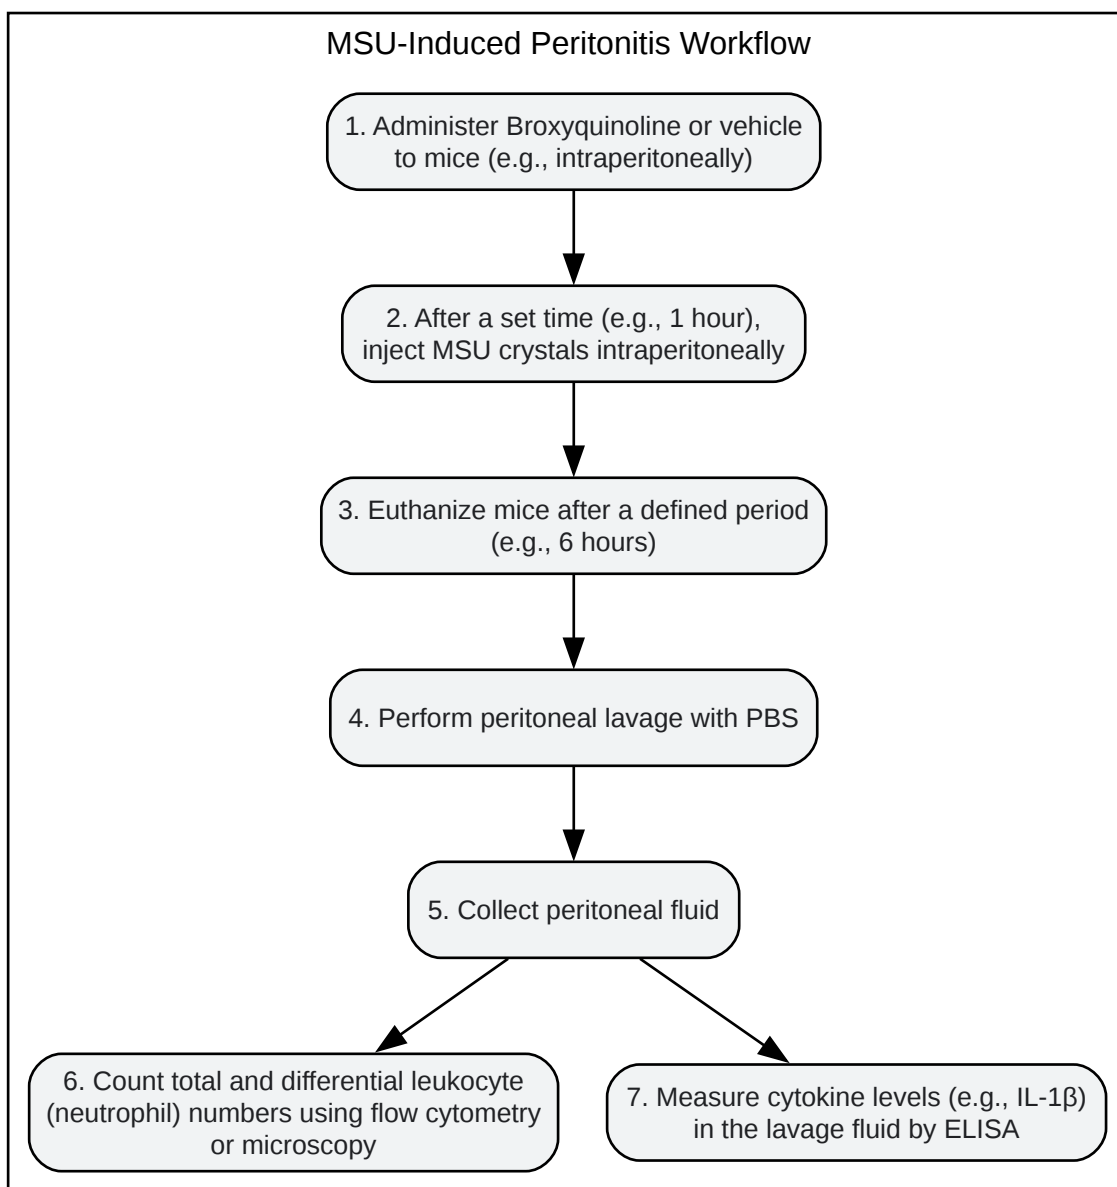 MSU-Induced Peritonitis Workflow
1. Administer Broxyquinoline or vehicle
to mice (e.g., intraperitoneally)
2. After a set time (e.g., 1 hour),
inject MSU crystals intraperitoneally
3. Euthanize mice after a defined period
(e.g., 6 hours)
4. Perform peritoneal lavage with PBS
5. Collect peritoneal fluid
6. Count total and differential leukocyte
(neutrophil) numbers using flow cytometry
or microscopy
7. Measure cytokine levels (e.g., IL-1β)
in the lavage fluid by ELISA